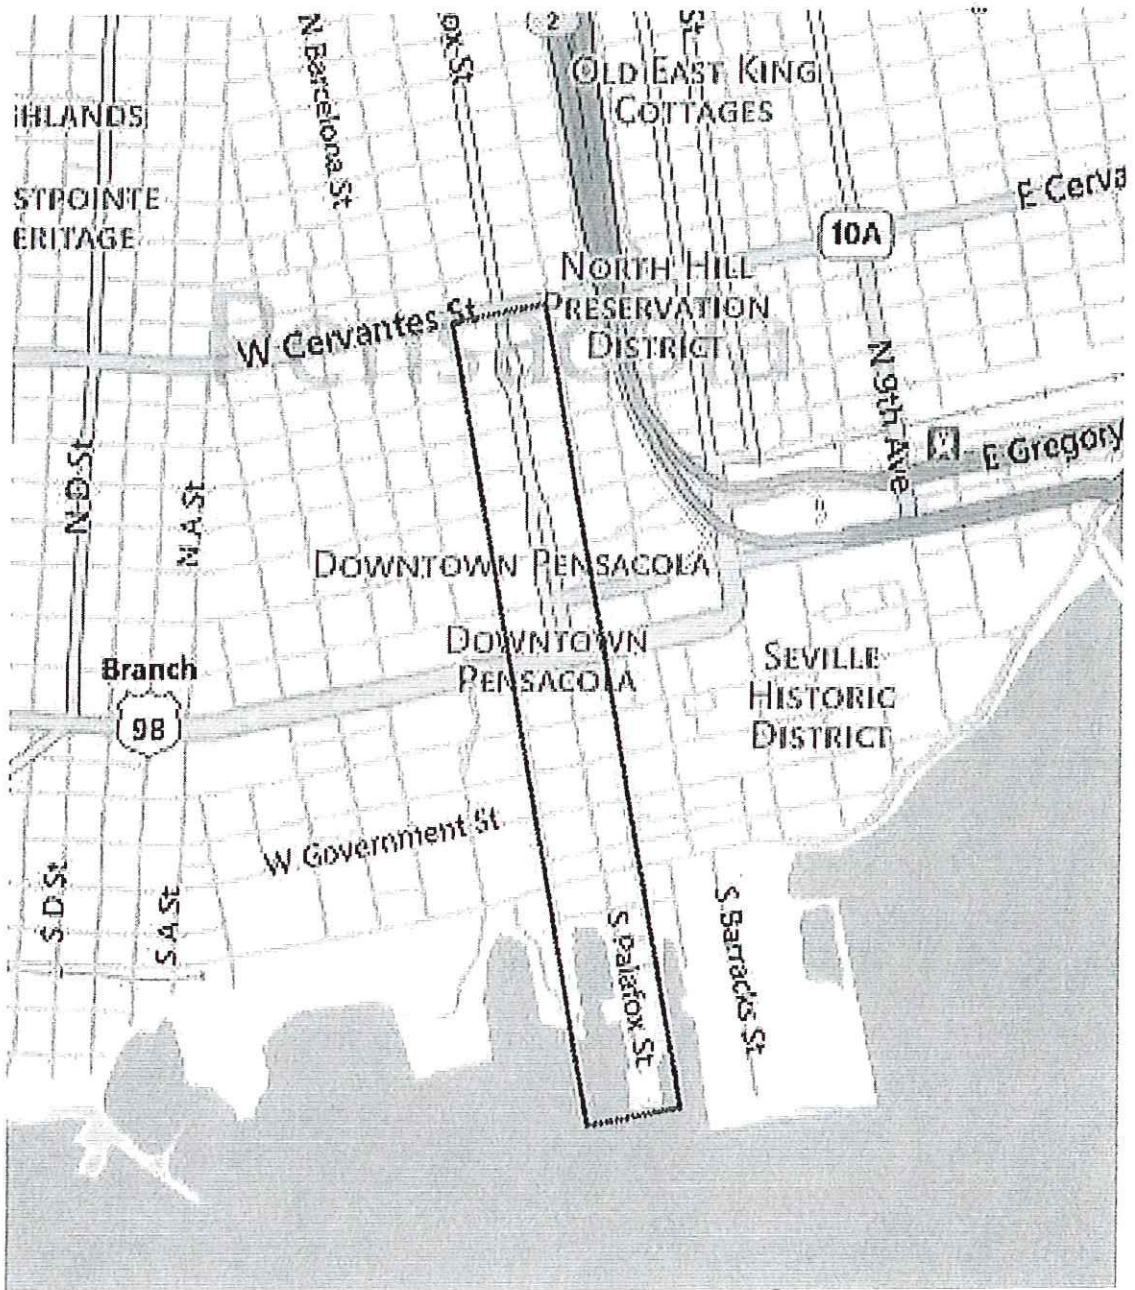 N Barcelona St
ox St
2
St
OLD EAST KING
COTTAGES
HLANDS
STPOINTE
ERITAGE
E Cerva
10A
NORTH HILL
PRESERVATION
DISTRICT
W Cervantes St
N 9th Ave
E Gregory
N D St
N A St
DOWNTOWN PENSACOLA
DOWNTOWN
PENSACOLA
SEVILLE
HISTORIC
DISTRICT
Branch
98
W Government St
S D St
S A St
S Palafox St
S Barracks St